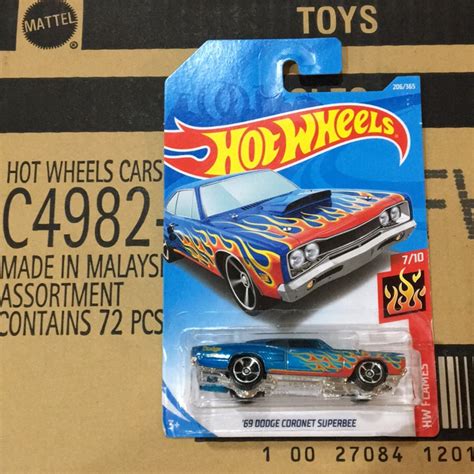 MATTEL
TOYS
206/365
HOT WHEELS
HOT WHEELS CARS
C4982-
MADE IN MALAYSI
ASSORTMENT
CONTAINS 72 PCS
7/10
HW FLAMES
'69 DODGE CORONET SUPERBEE
1 00 27084 1201